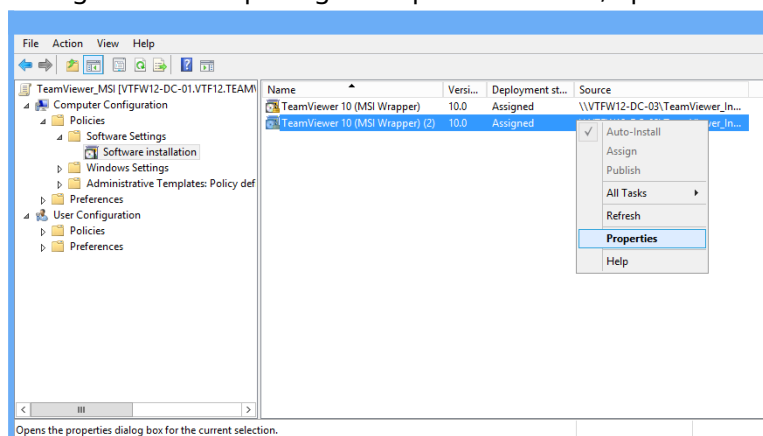 File Action View Help
TeamViewer_MSI [VTFW12-DC-01.VTF12.TEAMV
Computer Configuration
Policies
Software Settings
Software installation
Windows Settings
Administrative Templates: Policy def
Preferences
User Configuration
Policies
Preferences
Name Versi... Deployment st... Source
TeamViewer 10 (MSI Wrapper) 10.0 Assigned \\VTFW12-DC-03\TeamViewer_In...
TeamViewer 10 (MSI Wrapper) (2) 10.0 Assigned
Auto-Install
Assign
Publish
All Tasks
Refresh
Properties
Help
Opens the properties dialog box for the current selection.